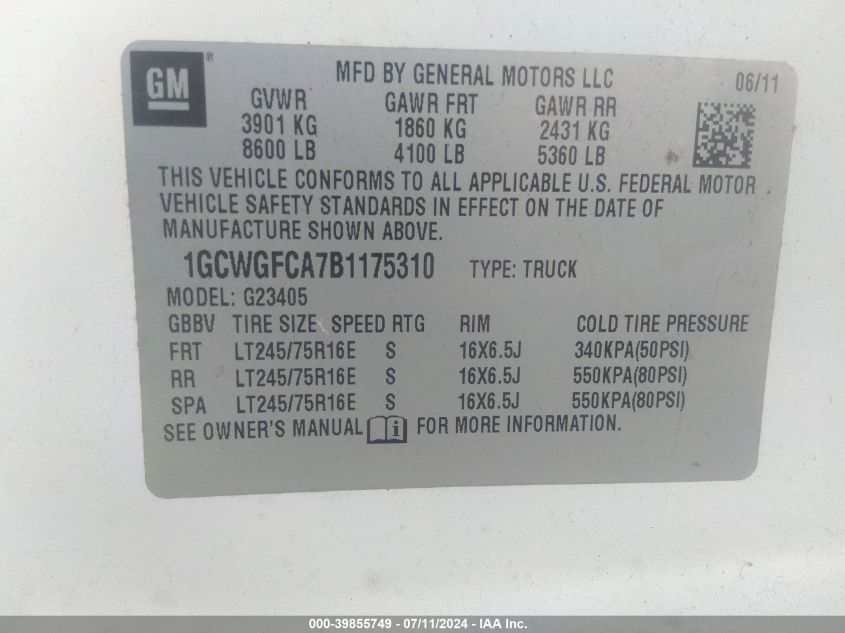 GM®
MFD BY GENERAL MOTORS LLC 06/11
GVWR GAWR FRT GAWR RR
3901 KG 1860 KG 2431 KG
8600 LB 4100 LB 5360 LB
THIS VEHICLE CONFORMS TO ALL APPLICABLE U.S. FEDERAL MOTOR
VEHICLE SAFETY STANDARDS IN EFFECT ON THE DATE OF
MANUFACTURE SHOWN ABOVE.
1GCWGFCA7B1175310 TYPE: TRUCK
MODEL: G23405
GBBV TIRE SIZE SPEED RTG RIM COLD TIRE PRESSURE
FRT LT245/75R16E S 16X6.5J 340KPA(50PSI)
RR LT245/75R16E S 16X6.5J 550KPA(80PSI)
SPA LT245/75R16E S 16X6.5J 550KPA(80PSI)
SEE OWNER'S MANUAL i FOR MORE INFORMATION.
000-39855749 - 07/11/2024 - IAA Inc.